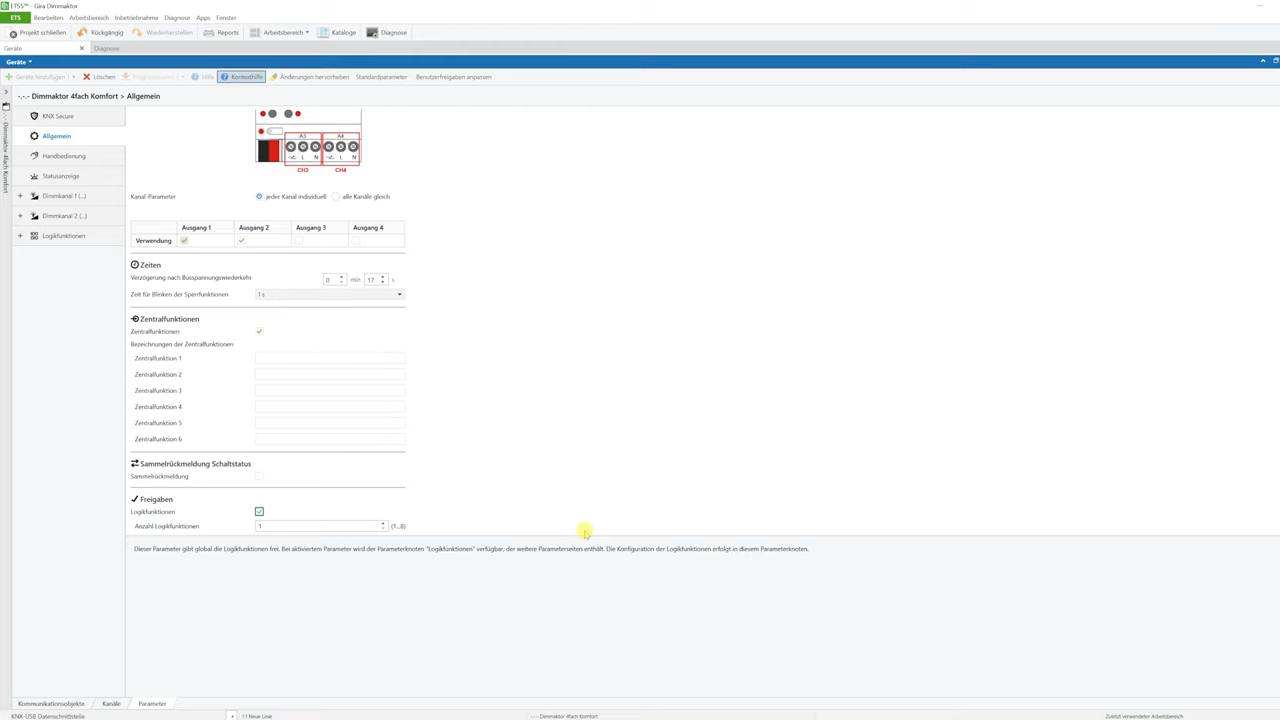 ETS5™ - Gira Dimmaktor
ETS Bearbeiten Arbeitsbereich Inbetriebnahme Diagnose Apps Fenster
Projekt schließen Rückgängig Wiederherstellen Reports Arbeitsbereich Kataloge Diagnose
Geräte Diagnose
Geräte
Geräte hinzufügen Löschen Programmieren Hilfe Kontexthilfe Änderungen hervorheben Standardparameter Benutzerfreigaben anpassen
-.-.- Dimmaktor 4fach Komfort > Allgemein
-.-.- Dimmaktor 4fach Komfort
KNX Secure
Allgemein
Handbedienung
Statusanzeige
Dimmkanal 1 (...)
Dimmkanal 2 (...)
Logikfunktionen
A3 A4
L N L N
CH3 CH4
Kanal-Parameter jeder Kanal individuell alle Kanäle gleich
Ausgang 1 Ausgang 2 Ausgang 3 Ausgang 4
Verwendung
Zeiten
Verzögerung nach Busspannungswiederkehr 0 min 17 s
Zeit für Blinken der Sperrfunktionen 1 s
Zentralfunktionen
Zentralfunktionen
Bezeichnungen der Zentralfunktionen
Zentralfunktion 1
Zentralfunktion 2
Zentralfunktion 3
Zentralfunktion 4
Zentralfunktion 5
Zentralfunktion 6
Sammelrückmeldung Schaltstatus
Sammelrückmeldung
Freigaben
Logikfunktionen
Anzahl Logikfunktionen 1 (1...8)
Dieser Parameter gibt global die Logikfunktionen frei. Bei aktiviertem Parameter wird der Parameterknoten "Logikfunktionen" verfügbar, der weitere Parameterseiten enthält. Die Konfiguration der Logikfunktionen erfolgt in diesem Parameterknoten.
Kommunikationsobjekte Kanäle Parameter
KNX-USB Datenschnittstelle 1.1 Neue Linie -.-.- Dimmaktor 4fach Komfort Zuletzt verwendeter Arbeitsbereich